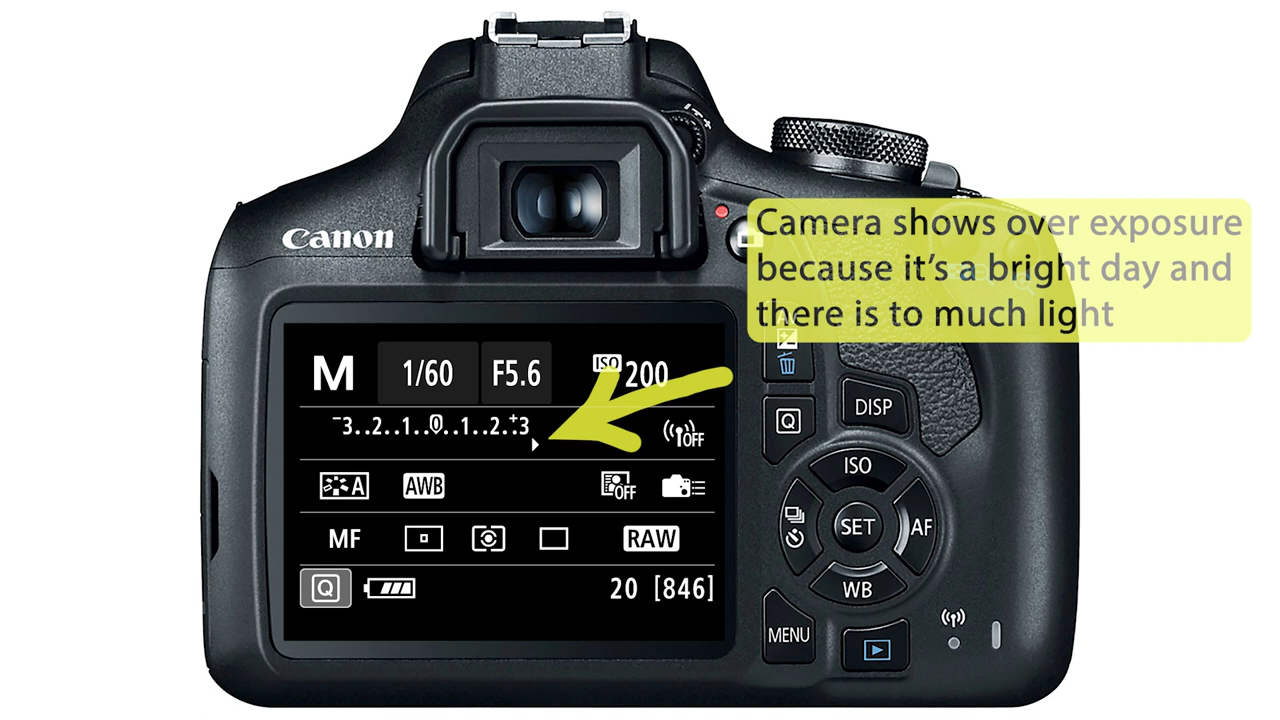 Canon
Camera shows over exposure
because it's a bright day and
there is to much light
M 1/60 F5.6 ISO 200
-3..2..1..0..1..2.:+3
OFF
A AWB OFF
MF RAW
Q 20 [846]
Q DISP
ISO
SET AF
WB
MENU